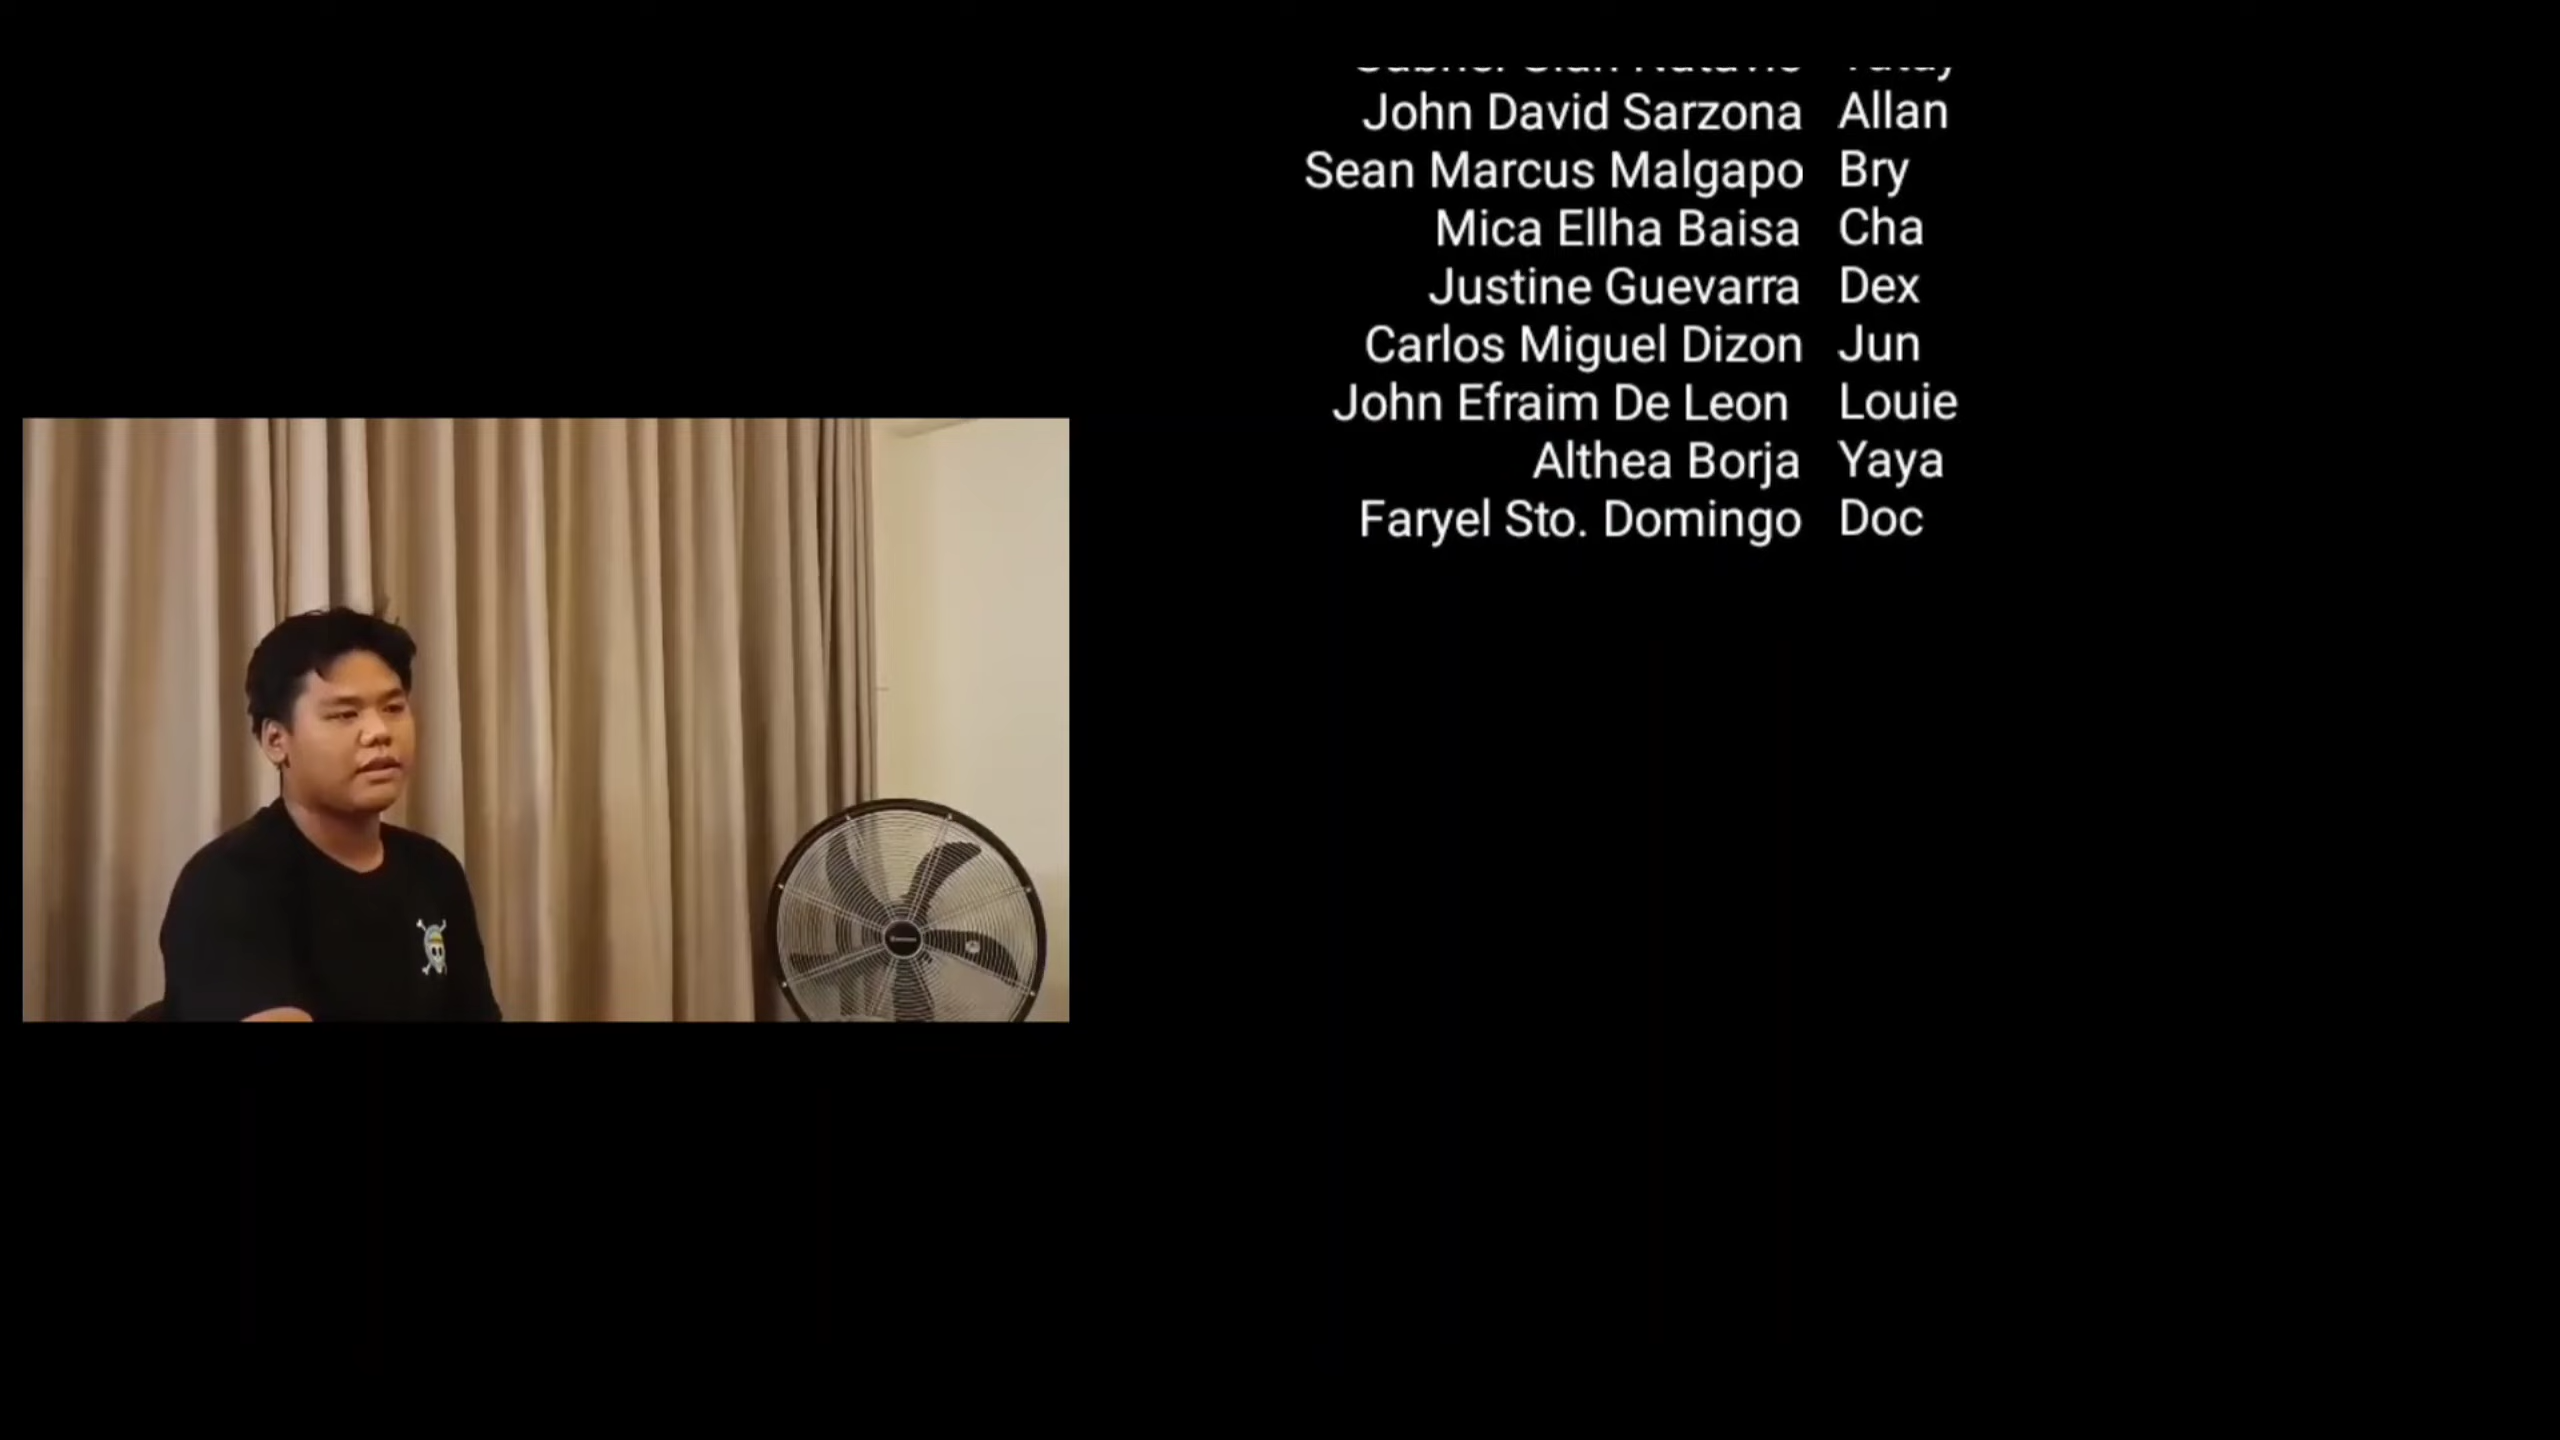 John David Sarzona Allan
Sean Marcus Malgapo Bry
Mica Ellha Baisa Cha
Justine Guevarra Dex
Carlos Miguel Dizon Jun
John Efraim De Leon Louie
Althea Borja Yaya
Faryel Sto. Domingo Doc